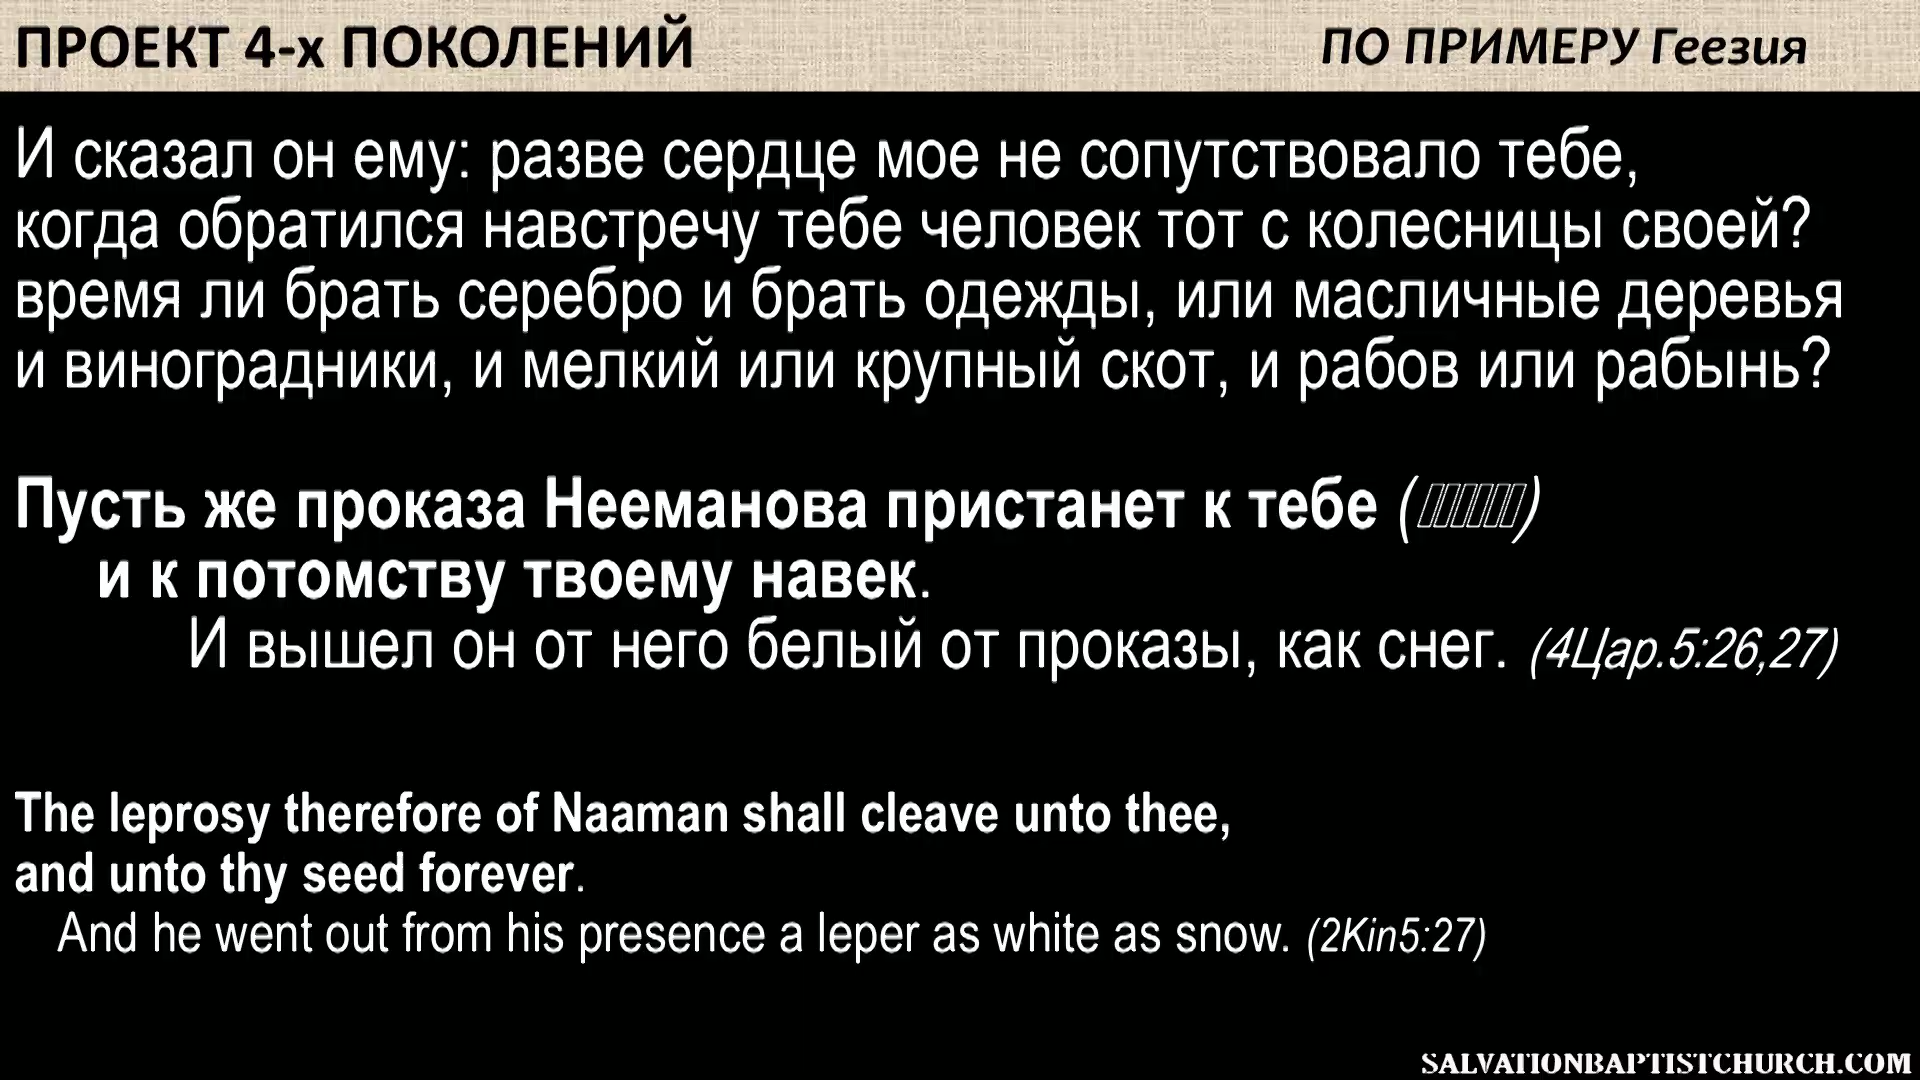 ПРОЕКТ 4-х ПОКОЛЕНИЙ
ПО ПРИМЕРУ Геезия
И сказал он ему: разве сердце мое не сопутствовало тебе,
когда обратился навстречу тебе человек тот с колесницы своей?
время ли брать серебро и брать одежды, или масличные деревья
и виноградники, и мелкий или крупный скот, и рабов или рабынь?
Пусть же проказа Нееманова пристанет к тебе ()
и к потомству твоему навек.
И вышел он от него белый от проказы, как снег. (4Цар.5:26,27)
The leprosy therefore of Naaman shall cleave unto thee,
and unto thy seed forever.
And he went out from his presence a leper as white as snow. (2Kin5:27)
SALVATIONBAPTISTCHURCH.COM